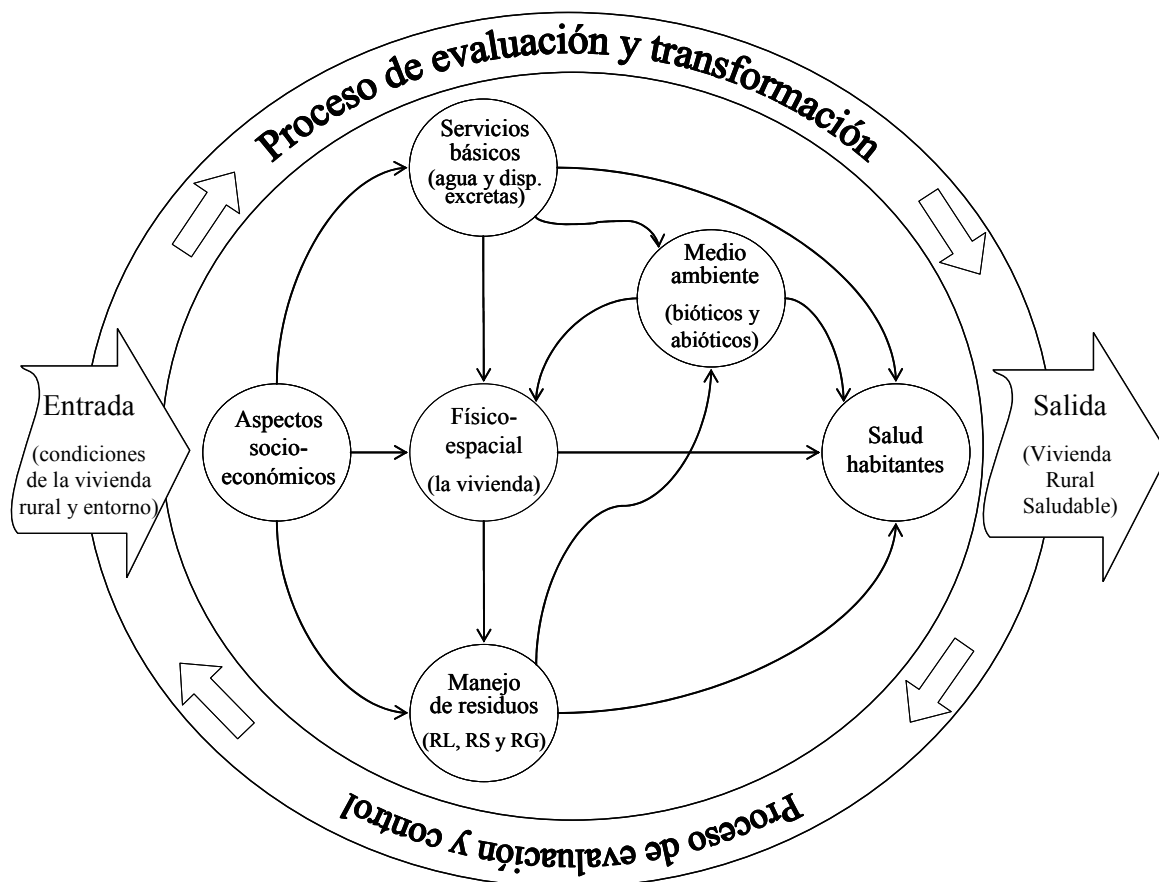 Proceso de evaluación y transformación
Servicios
básicos
(agua y disp.
excretas)
Medio
ambiente
(bióticos y
abióticos)
Entrada
(condiciones
de la vivienda
rural y entorno)
Aspectos
socio-
económicos
Físico-
espacial
(la vivienda)
Salud
habitantes
Salida
(Vivienda
Rural
Saludable)
Manejo
de residuos
(RL, RS y RG)
Proceso de evaluación y control